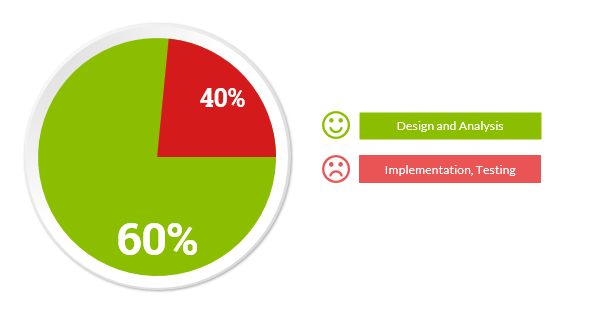 40%
60%
Design and Analysis
Implementation, Testing